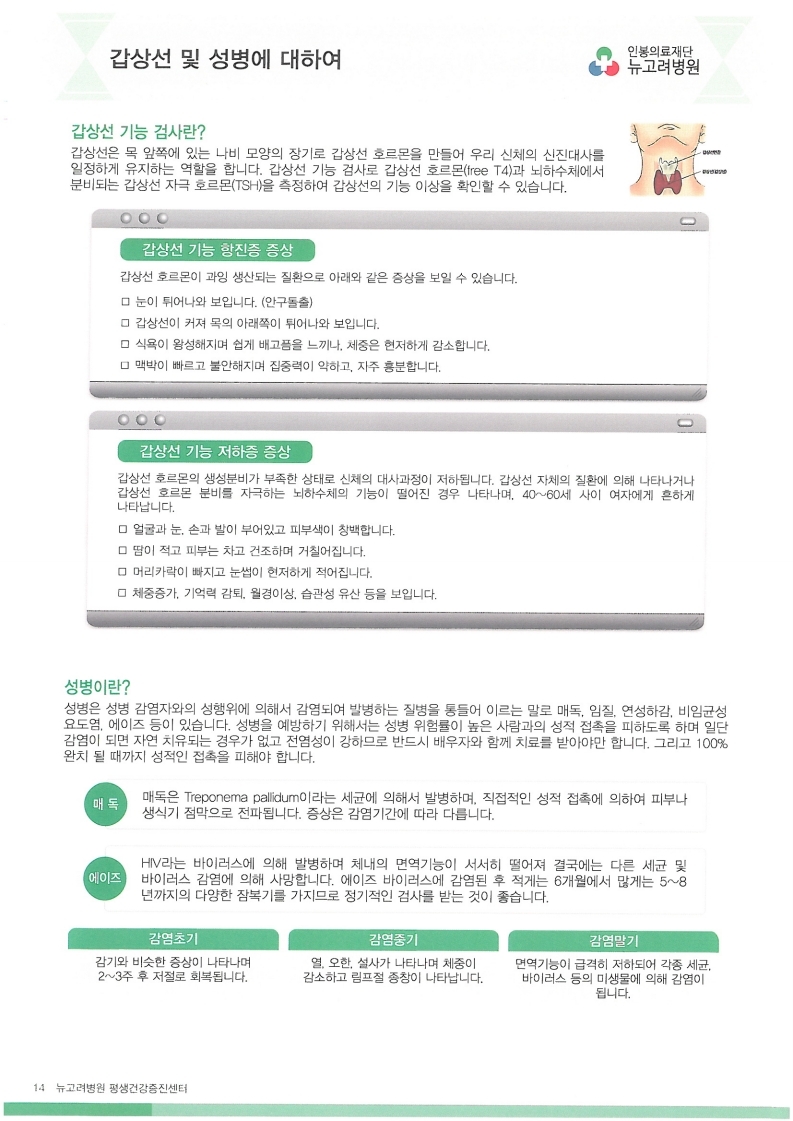 갑상선 및 성병에 대하여
인봉의료재단
뉴고려병원
갑상선 기능 검사란?
갑상선은 목 앞쪽에 있는 나비 모양의 장기로 갑상선 호르몬을 만들어 우리 신체의 신진대사를
일정하게 유지하는 역할을 합니다. 갑상선 기능 검사로 갑상선 호르몬(free T4)과 뇌하수체에서
분비되는 갑상선 자극 호르몬(TSH)을 측정하여 갑상선의 기능 이상을 확인할 수 있습니다.
갑상선 기능 항진증 증상
갑상선 호르몬이 과잉 생산되는 질환으로 아래와 같은 증상을 보일 수 있습니다.
□ 눈이 튀어나와 보입니다. (안구돌출)
□ 갑상선이 커져 목의 아래쪽이 튀어나와 보입니다.
□ 식욕이 왕성해지며 쉽게 배고픔을 느끼나, 체중은 현저하게 감소합니다.
□ 맥박이 빠르고 불안해지며 집중력이 약하고, 자주 흥분합니다.
갑상선 기능 저하증 증상
갑상선 호르몬의 생성분비가 부족한 상태로 신체의 대사과정이 저하됩니다. 갑상선 자체의 질환에 의해 나타나거나
갑상선 호르몬 분비를 자극하는 뇌하수체의 기능이 떨어진 경우 나타나며, 40~60세 사이 여자에게 흔하게
나타납니다.
□ 얼굴과 눈, 손과 발이 부어있고 피부색이 창백합니다.
□ 땀이 적고 피부는 차고 건조하며 거칠어집니다.
□ 머리카락이 빠지고 눈썹이 현저하게 적어집니다.
□ 체중증가, 기억력 감퇴, 월경이상, 습관성 유산 등을 보입니다.
성병이란?
성병은 성병 감염자와의 성행위에 의해서 감염되여 발병하는 질병을 통들어 이르는 말로 매독, 임질, 연성하감, 비임균성
요도염, 에이즈 등이 있습니다. 성병을 예방하기 위해서는 성병 위험률이 높은 사람과의 성적 접촉을 피하도록 하며 일단
감염이 되면 자연 치유되는 경우가 없고 전염성이 강하므로 반드시 배우자와 함께 치료를 받아야만 합니다. 그리고 100%
완치 될 때까지 성적인 접촉을 피해야 합니다.
매 독
매독은 Treponema pallidum이라는 세균에 의해서 발병하며, 직접적인 성적 접촉에 의하여 피부나
생식기 점막으로 전파됩니다. 증상은 감염기간에 따라 다릅니다.
에이즈
HIV라는 바이러스에 의해 발병하며 체내의 면역기능이 서서히 떨어져 결국에는 다른 세균 및
바이러스 감염에 의해 사망합니다. 에이즈 바이러스에 감염된 후 적게는 6개월에서 많게는 5~8
년까지의 다양한 잠복기를 가지므로 정기적인 검사를 받는 것이 좋습니다.
감염초기
감기와 비슷한 증상이 나타나며
2~3주 후 저절로 회복됩니다.
감염중기
열, 오한, 설사가 나타나며 체중이
감소하고 림프절 종창이 나타납니다.
감염말기
면역기능이 급격히 저하되어 각종 세균,
바이러스 등의 미생물에 의해 감염이
됩니다.
14 뉴고려병원 평생건강증진센터